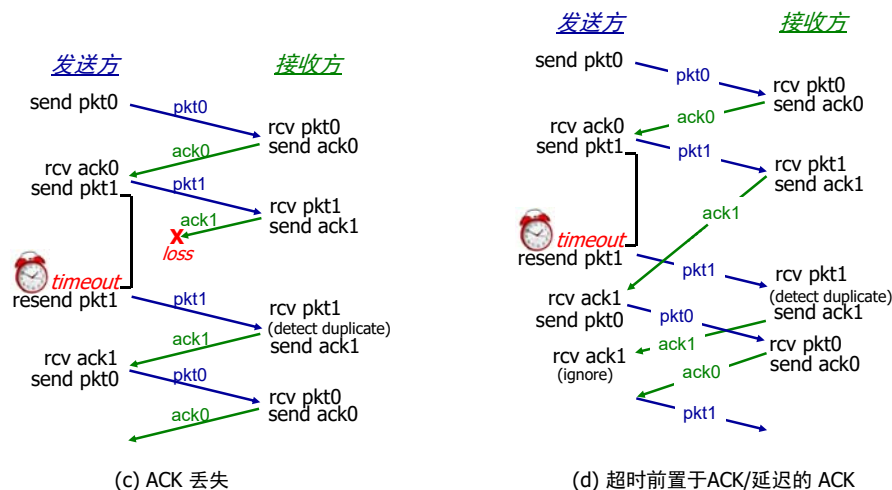 发送方
接收方
send pkt0
pkt0
rcv pkt0
send ack0
ack0
rcv ack0
send pkt1
pkt1
rcv pkt1
send ack1
ack1
X
loss
timeout
resend pkt1
pkt1
rcv pkt1
(detect duplicate)
send ack1
ack1
rcv ack1
send pkt0
pkt0
rcv pkt0
send ack0
ack0
(c) ACK 丢失
发送方
接收方
send pkt0
pkt0
rcv pkt0
send ack0
ack0
rcv ack0
send pkt1
pkt1
rcv pkt1
send ack1
ack1
timeout
resend pkt1
pkt1
rcv pkt1
(detect duplicate)
send ack1
rcv ack1
send pkt0
pkt0
ack1
rcv pkt0
send ack0
rcv ack1
(ignore)
ack0
pkt1
(d) 超时前置于ACK/延迟的 ACK